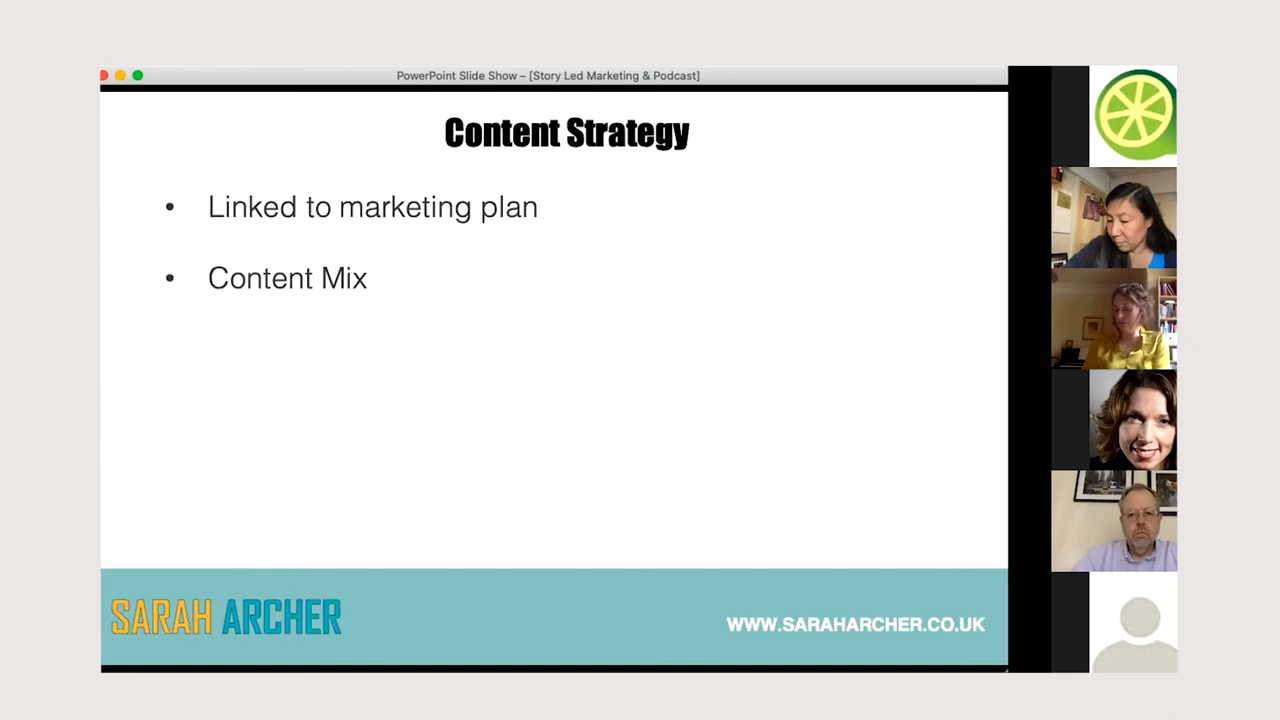 PowerPoint Slide Show – [Story Led Marketing & Podcast]
Content Strategy
• Linked to marketing plan
• Content Mix
SARAH ARCHER
WWW.SARAHARCHER.CO.UK